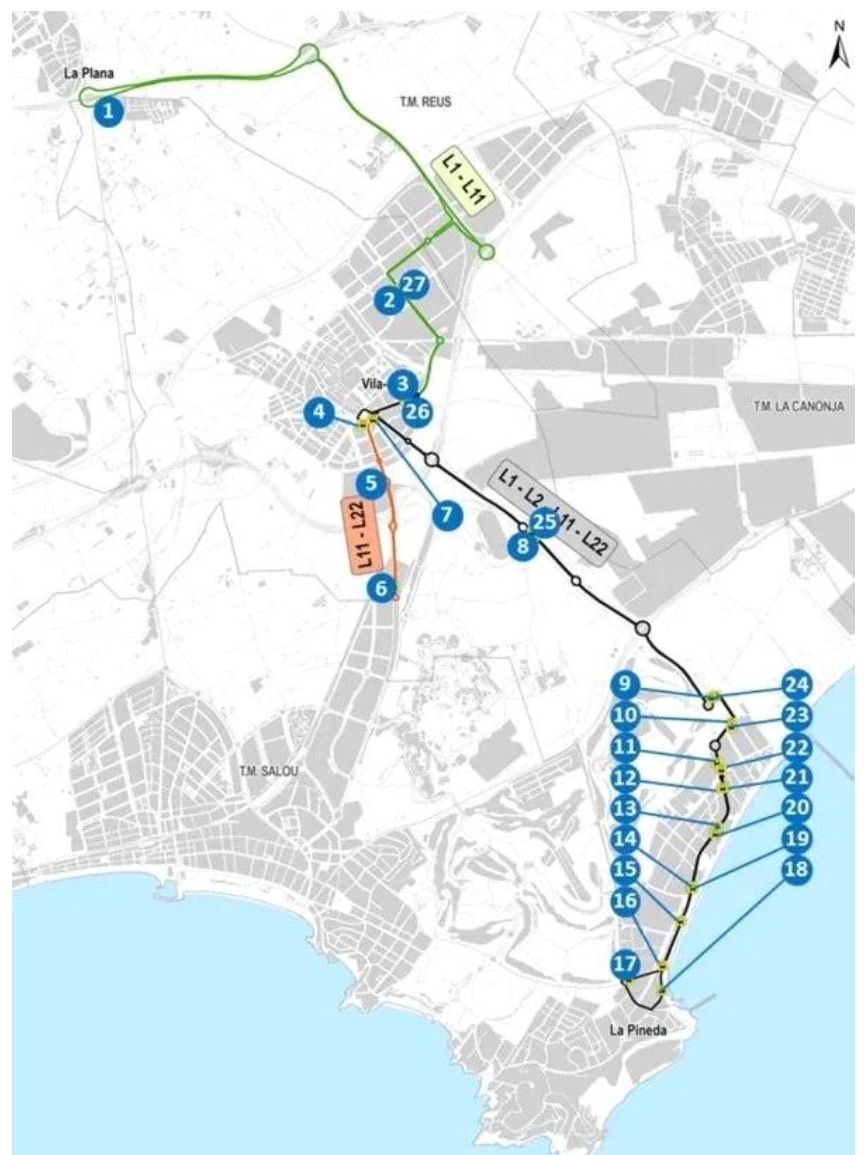 N
La Plana
1
T.M. REUS
L1 - L11
2 27
Vila-
3
26
4
T.M. LA CANONJA
5
7
L11 - L22
L1 - L2 - L11 - L22
25
8
6
9 24
10 23
11 22
12 21
13 20
14 19
15 18
16
17
T.M. SALOU
La Pineda